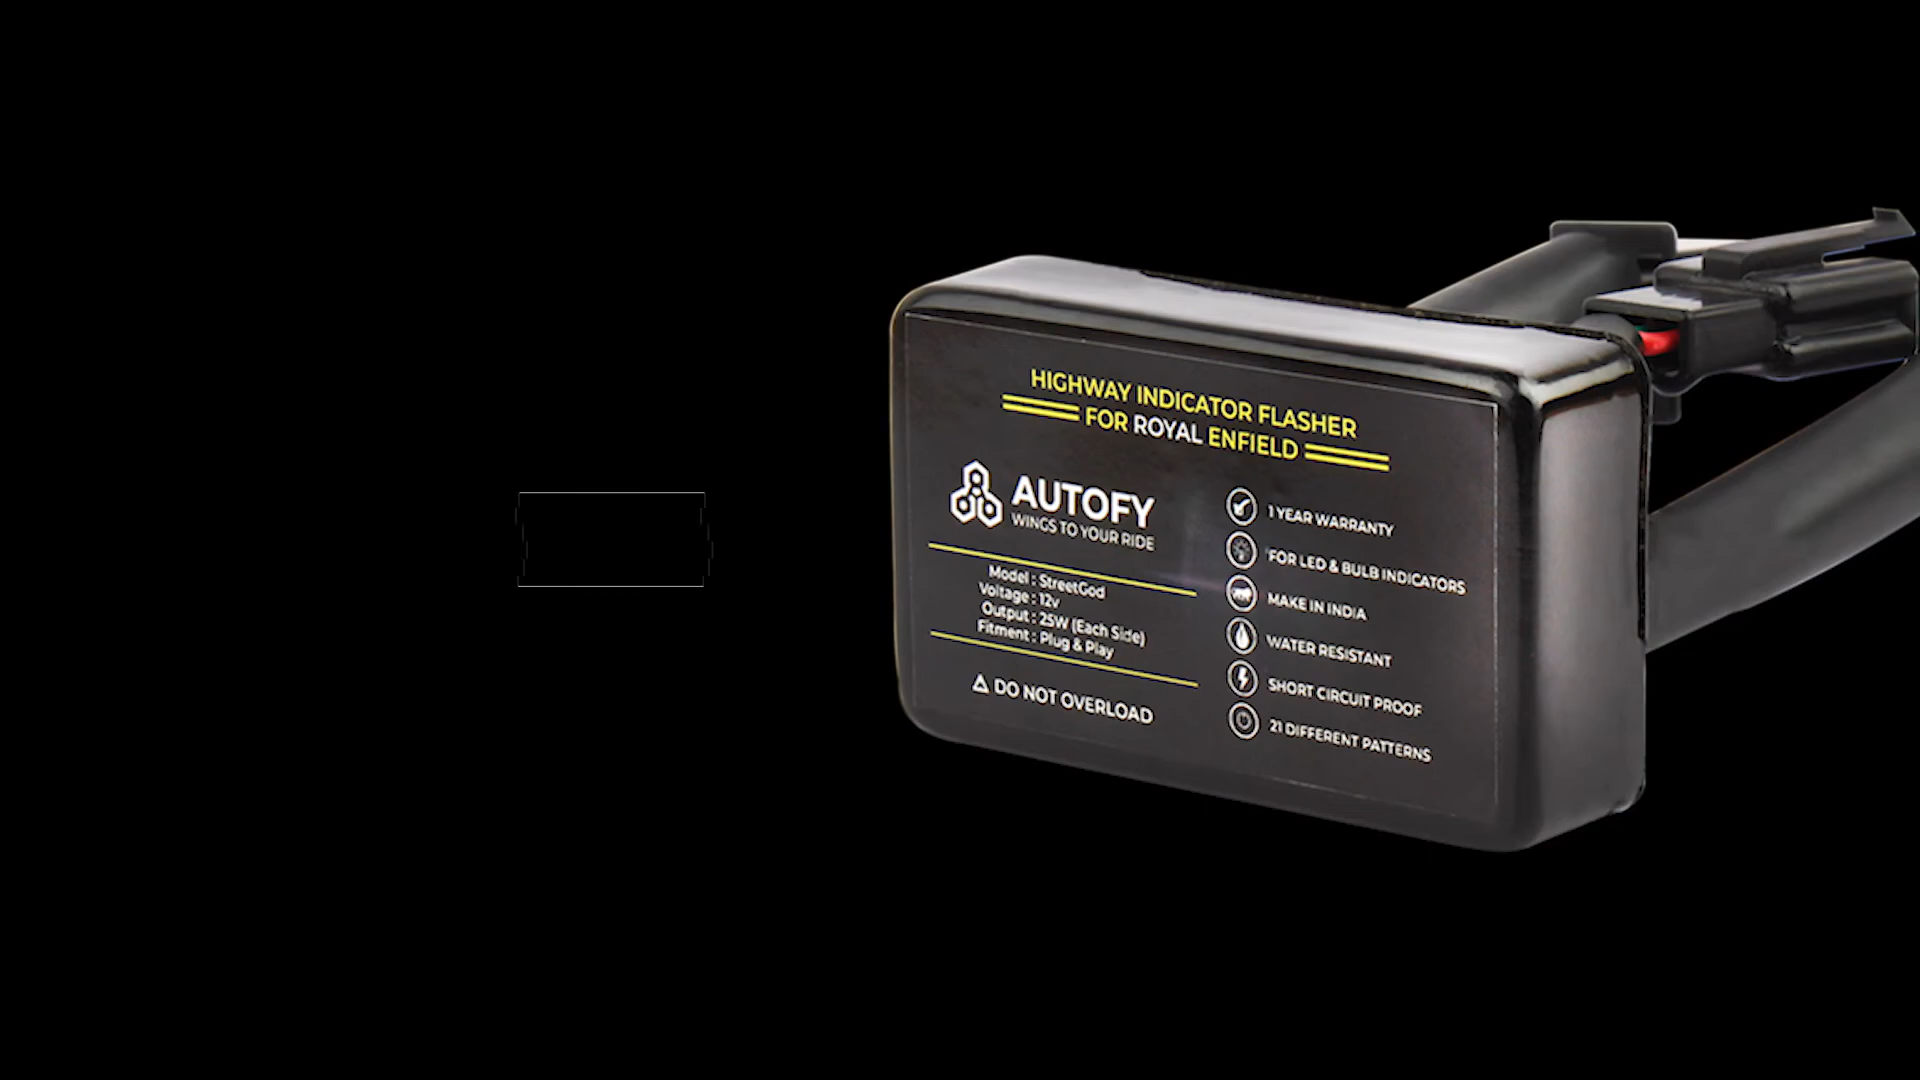 HIGHWAY INDICATOR FLASHER
FOR ROYAL ENFIELD
AUTOFY
WINGS TO YOUR RIDE
Model : StreetGod
Voltage : 12v
Output : 25W (Each Side)
Fitment : Plug & Play
DO NOT OVERLOAD
1 YEAR WARRANTY
FOR LED & BULB INDICATORS
MAKE IN INDIA
WATER RESISTANT
SHORT CIRCUIT PROOF
21 DIFFERENT PATTERNS